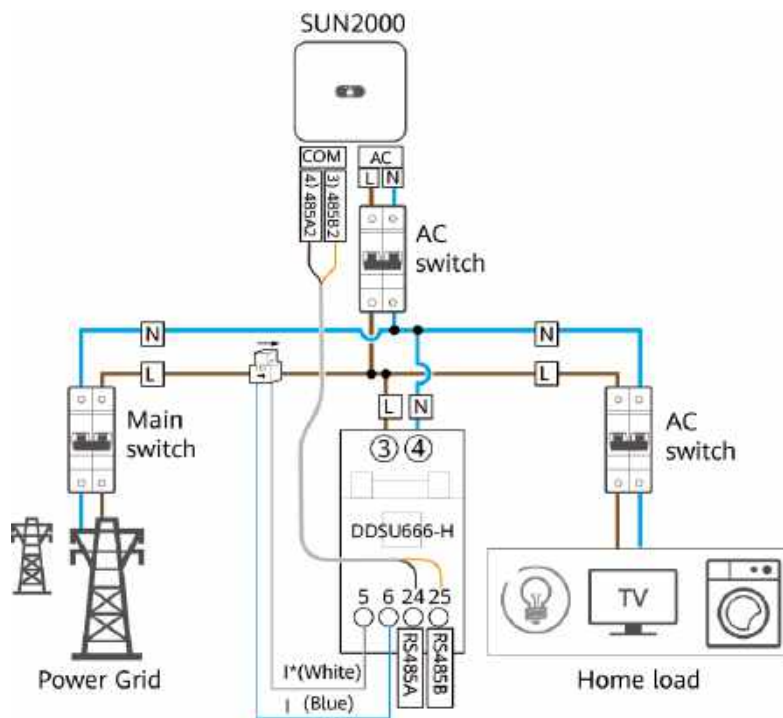 SUN2000
COM
AC
L N
4) 485A2
3) 485B2
AC
switch
N
N
L
L
L
N
Main
switch
3 4
AC
switch
DDSU666-H
5 6 24 25
TV
RS485A
RS485B
I*(White)
I (Blue)
Power Grid
Home load